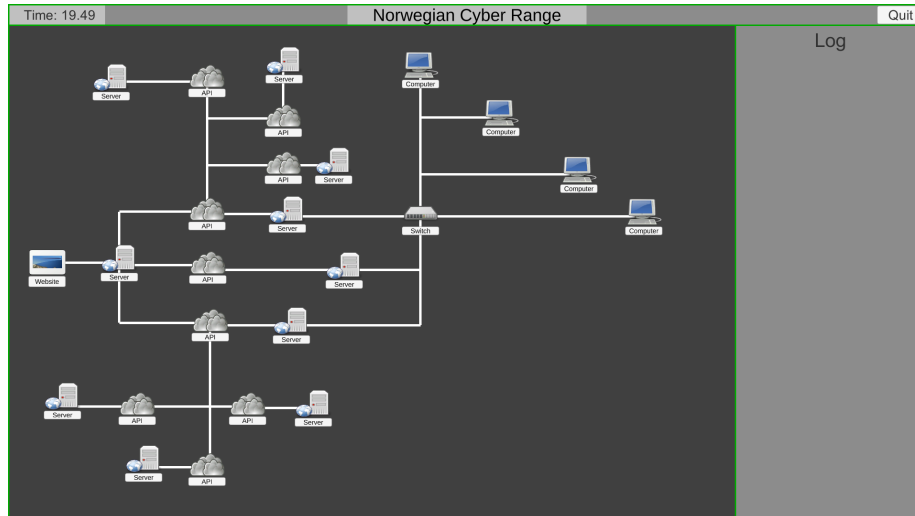 Time: 19.49
Norwegian Cyber Range
Quit
Log
Server
API
Server
Computer
API
Computer
API
Server
Computer
API
Server
Switch
Computer
Website
Server
API
Server
API
Server
Server
API
API
Server
Server
API